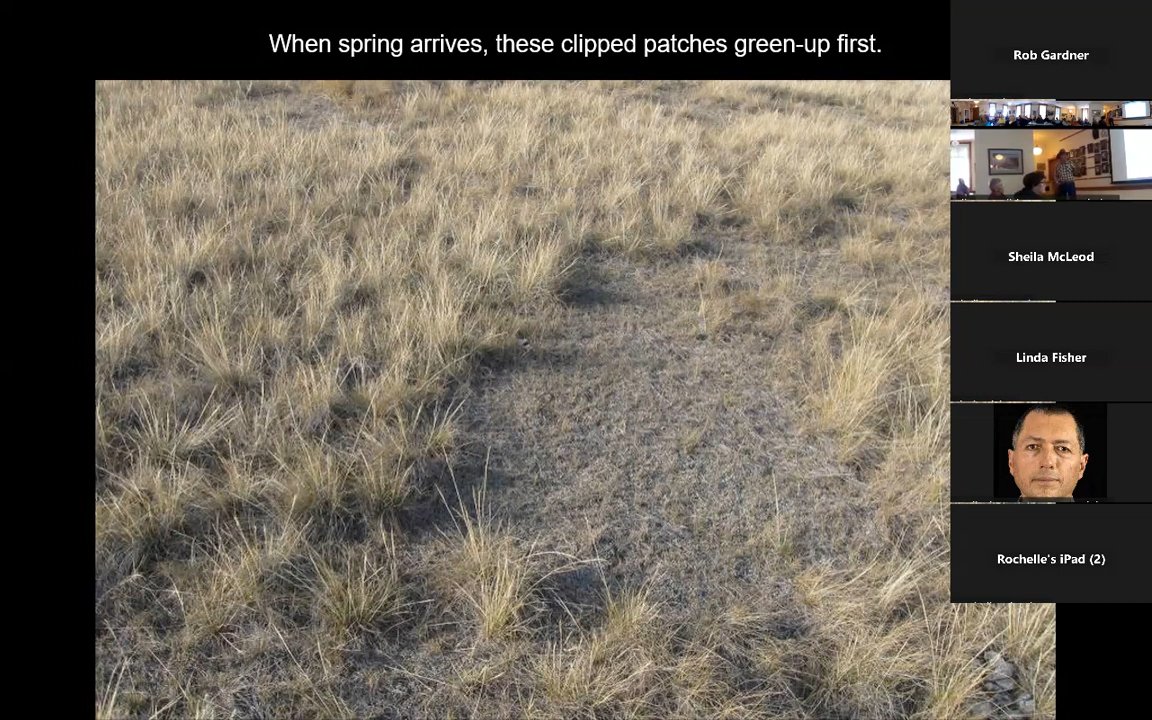 When spring arrives, these clipped patches green-up first.
Rob Gardner
Sheila McLeod
Linda Fisher
Rochelle's iPad (2)